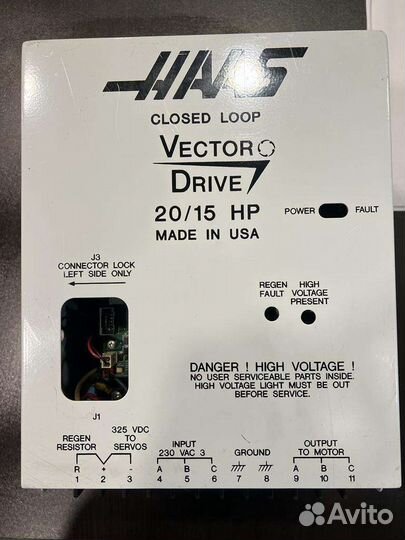 HAAS
CLOSED LOOP
VECTOR
DRIVE
20/15 HP
MADE IN USA
POWER FAULT
J3
CONNECTOR LOCK
LEFT SIDE ONLY
REGEN FAULT
HIGH VOLTAGE PRESENT
DANGER ! HIGH VOLTAGE !
NO USER SERVICEABLE PARTS INSIDE.
HIGH VOLTAGE LIGHT MUST BE OUT
BEFORE SERVICE.
J1
REGEN
RESISTOR
325 VDC
TO
SERVOS
INPUT
230 VAC 3
GROUND
OUTPUT
TO MOTOR
R + - A B C A B C
1 2 3 4 5 6 7 8 9 10 11
Avito